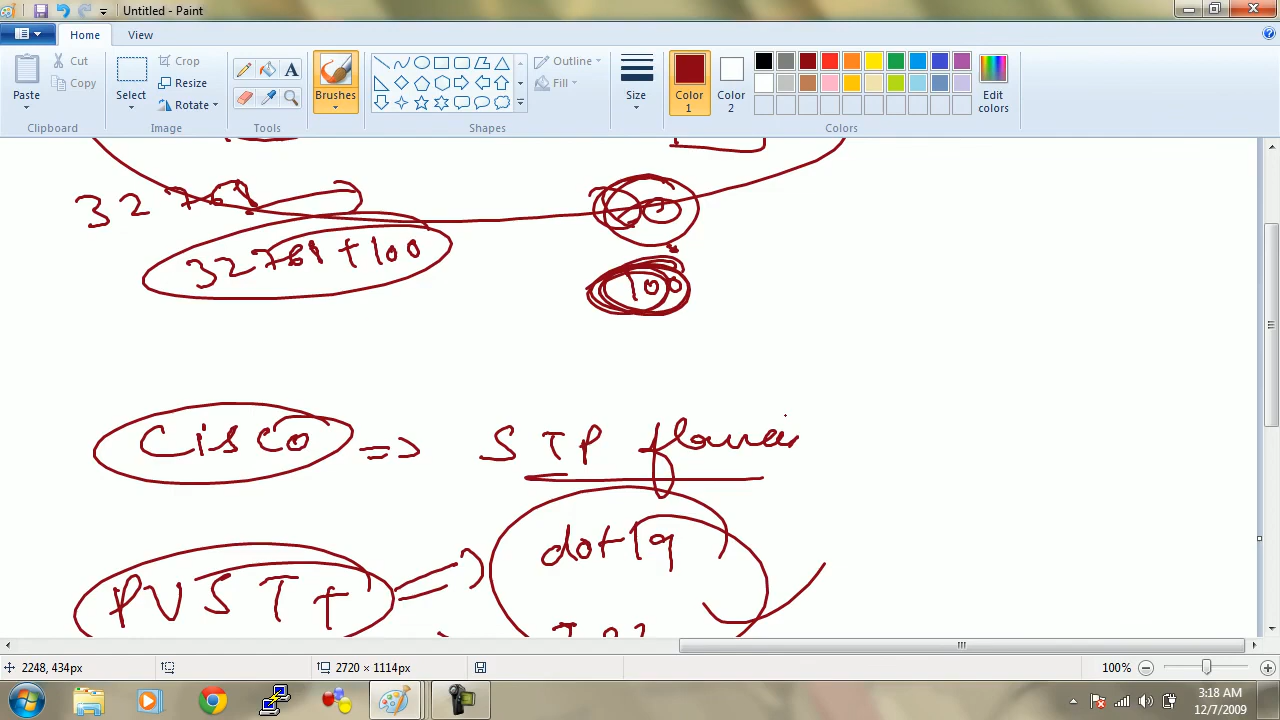 Untitled - Paint
Home
View
Paste
Cut
Copy
Clipboard
Select
Crop
Resize
Rotate
Image
Tools
Brushes
Outline
Fill
Shapes
Size
Color
1
Color
2
Edit
colors
Colors
32768
32768+100
100
Cisco => STP
dot1q
PVST+ =>
2248, 434px
2720 x 1114px
100%
3:18 AM
12/7/2009